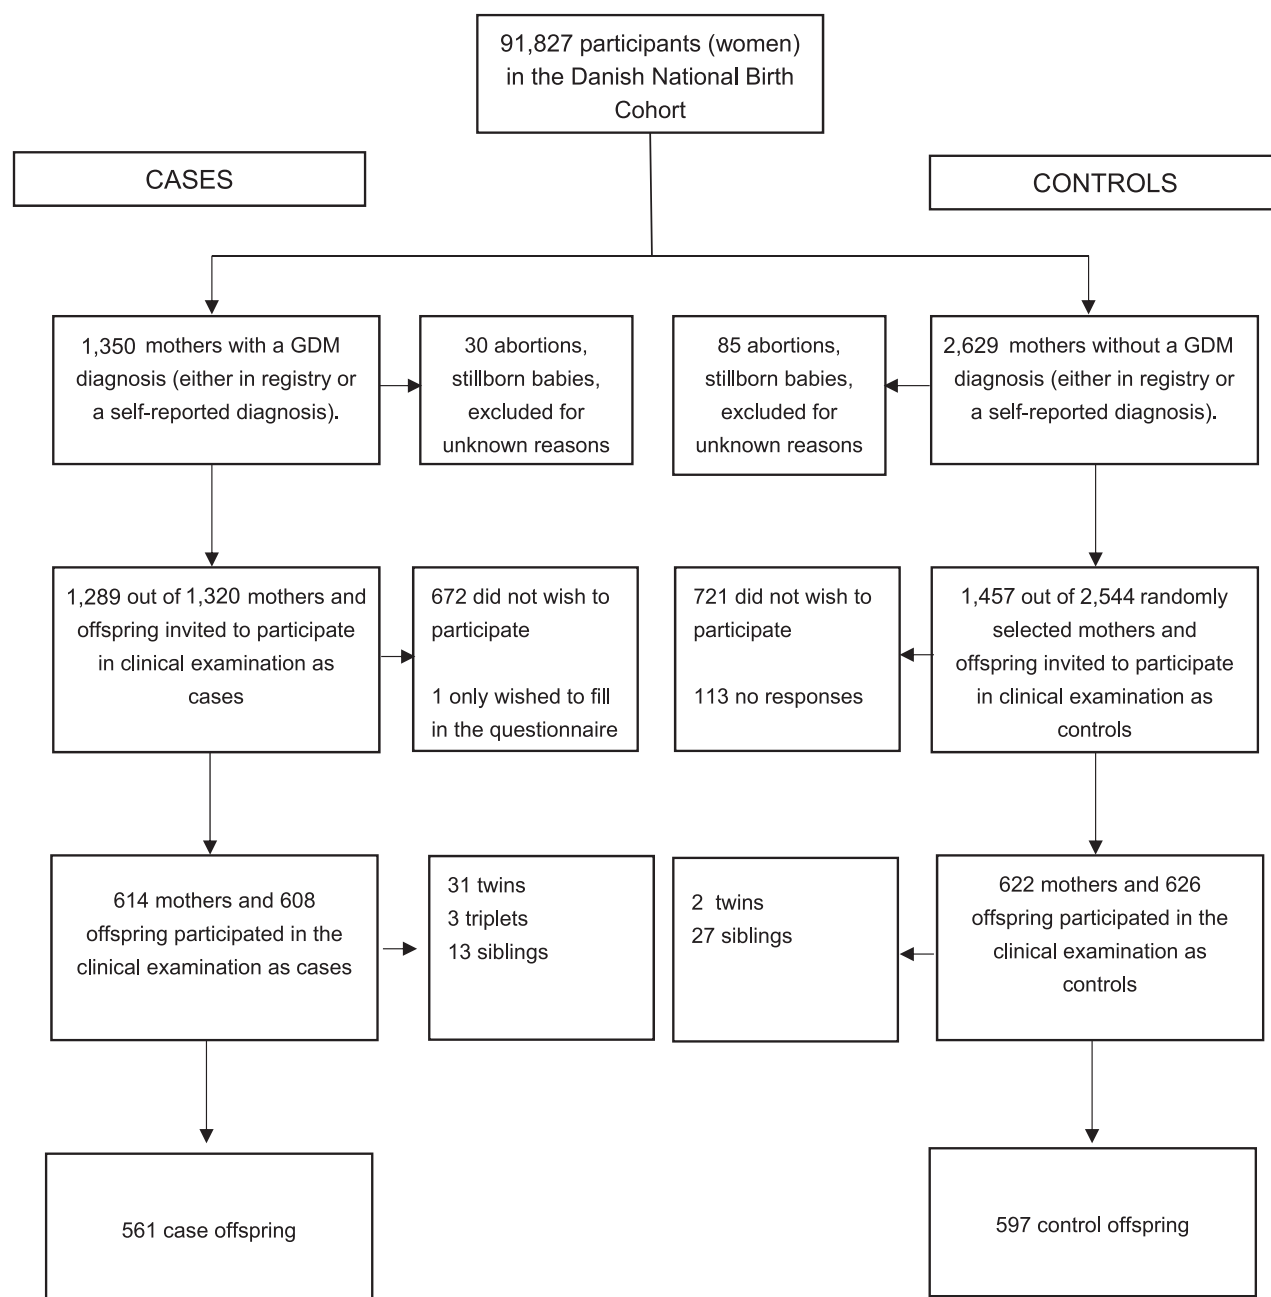 91,827 participants (women)
in the Danish National Birth
Cohort
CASES
CONTROLS
1,350 mothers with a GDM
diagnosis (either in registry or
a self-reported diagnosis).
30 abortions,
stillborn babies,
excluded for
unknown reasons
85 abortions,
stillborn babies,
excluded for
unknown reasons
2,629 mothers without a GDM
diagnosis (either in registry or
a self-reported diagnosis).
1,289 out of 1,320 mothers and
offspring invited to participate
in clinical examination as
cases
672 did not wish to
participate
1 only wished to fill
in the questionnaire
721 did not wish to
participate
113 no responses
1,457 out of 2,544 randomly
selected mothers and
offspring invited to participate
in clinical examination as
controls
614 mothers and 608
offspring participated in the
clinical examination as cases
31 twins
3 triplets
13 siblings
2 twins
27 siblings
622 mothers and 626
offspring participated in the
clinical examination as
controls
561 case offspring
597 control offspring